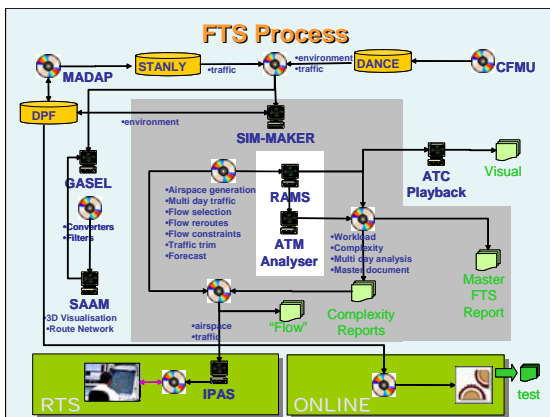 FTS Process
MADAP
STANLY
•traffic
•environment
•traffic
DANCE
CFMU
DPF
•environment
SIM-MAKER
GASEL
•Airspace generation
•Multi day traffic
•Flow selection
•Flow reroutes
•Flow constraints
•Traffic trim
•Forecast
RAMS
ATC
Playback
Visual
•Converters
•Filters
ATM
Analyser
•Workload
•Complexity
•Multi day analysis
•Master document
SAAM
•3D Visualisation
•Route Network
Master
FTS
Report
•airspace
•traffic
"Flow"
Complexity
Reports
IPAS
RTS
ONLINE
test